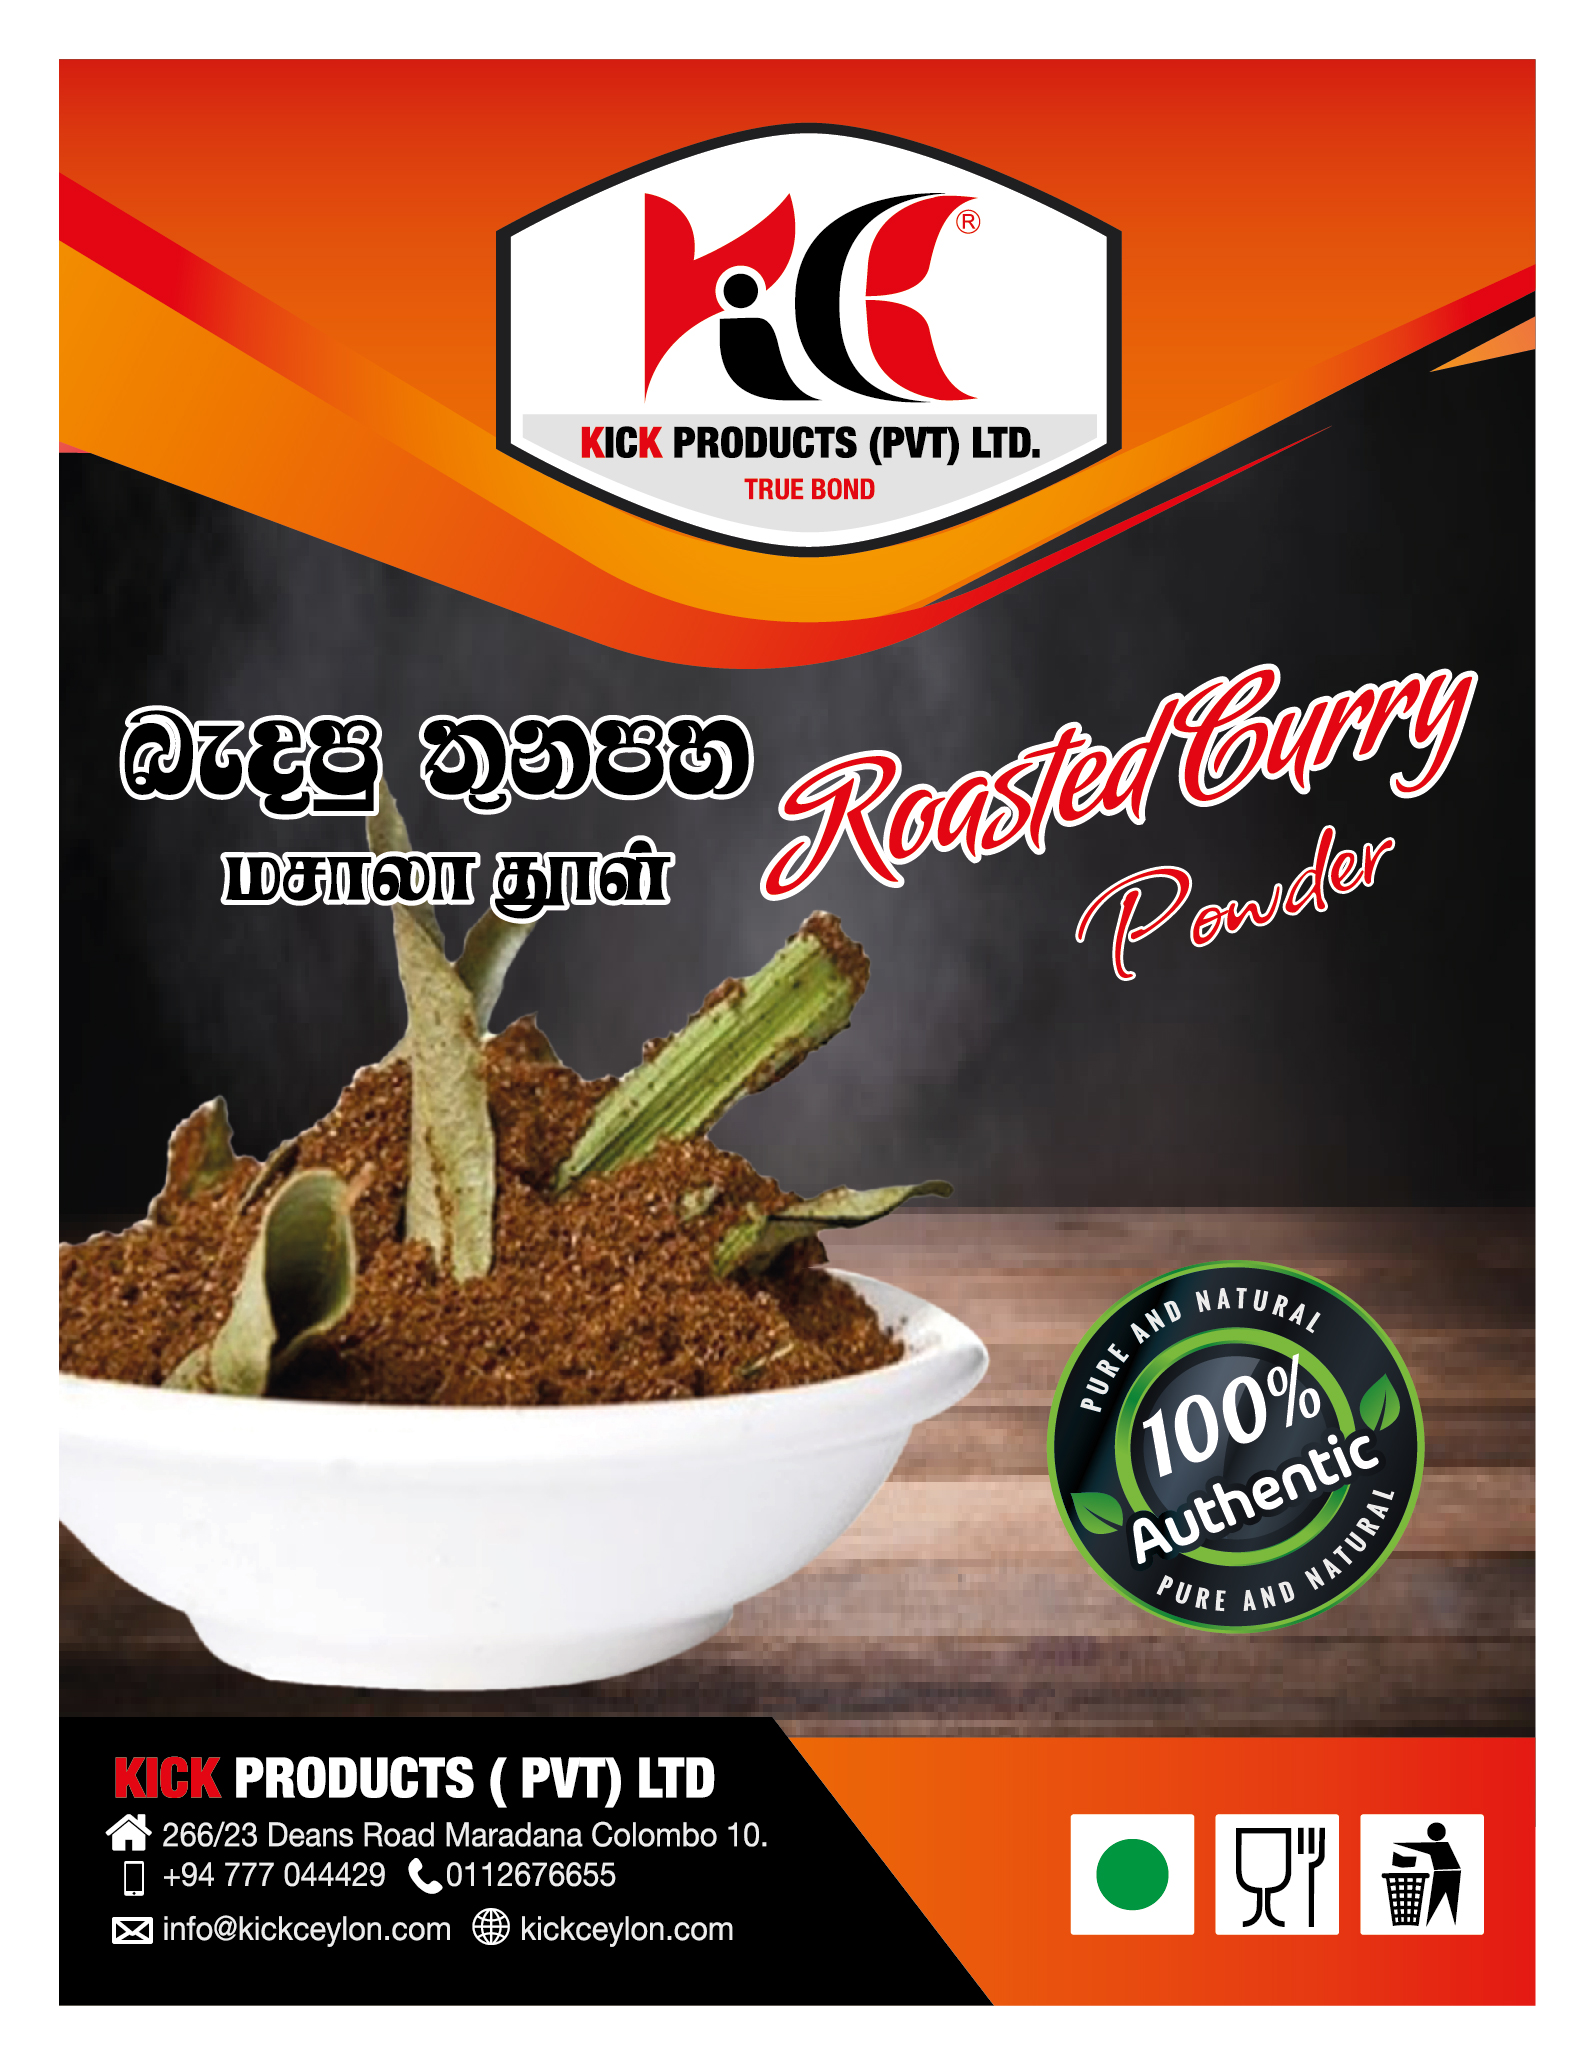 KiCK®
KICK PRODUCTS (PVT) LTD.
TRUE BOND
බැදපු තුනපහ
மசாலா தூள்
Roasted Curry
Powder
PURE AND NATURAL
100%
Authentic
PURE AND NATURAL
KICK PRODUCTS ( PVT) LTD
266/23 Deans Road Maradana Colombo 10.
+94 777 044429 0112676655
info@kickceylon.com kickceylon.com